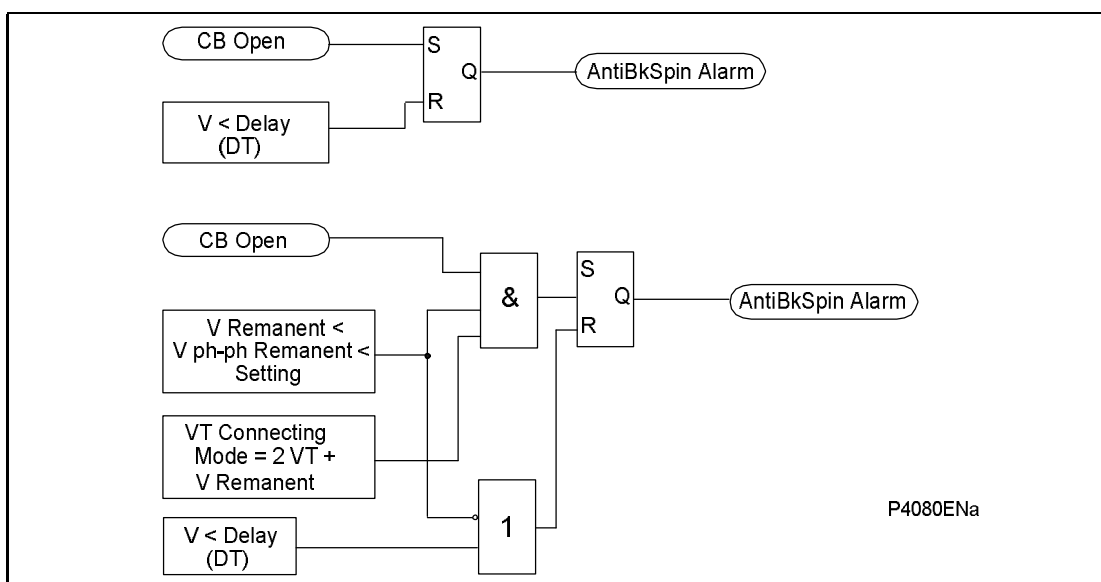 CB Open
S
Q
R
AntiBkSpin Alarm
V < Delay
(DT)
CB Open
&
S
Q
R
AntiBkSpin Alarm
V Remanent <
V ph-ph Remanent <
Setting
VT Connecting
Mode = 2 VT +
V Remanent
1
V < Delay
(DT)
P4080ENa